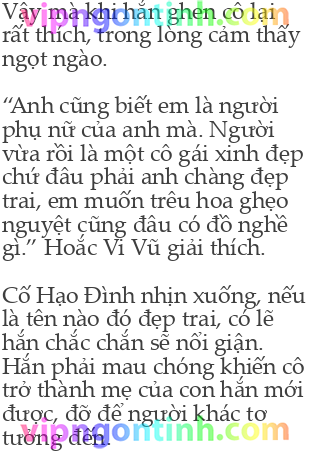 Vậy mà khi hắn ghen cô lại
rất thích, trong lòng cảm thấy
ngọt ngào.
“Anh cũng biết em là người
phụ nữ của anh mà. Người
vừa rồi là một cô gái xinh đẹp
chứ đâu phải anh chàng đẹp
trai, em muốn trêu hoa ghẹo
nguyệt cũng đâu có đồ nghề
gì.” Hoắc Vi Vũ giải thích.
Cố Hạo Đình nhịn xuống, nếu
là tên nào đó đẹp trai, có lẽ
hắn chắc chắn sẽ nổi giận.
Hắn phải mau chóng khiến cô
trở thành mẹ của con hắn mới
được, đỡ để người khác tơ
tưởng đến.
vipngontinh.com
vipngontinh.com